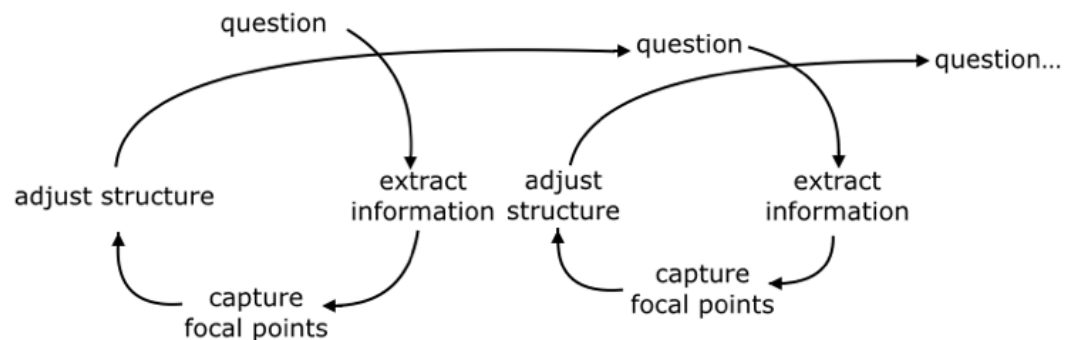 question
question
question...
adjust structure
extract
information
adjust
structure
extract
information
capture
focal points
capture
focal points